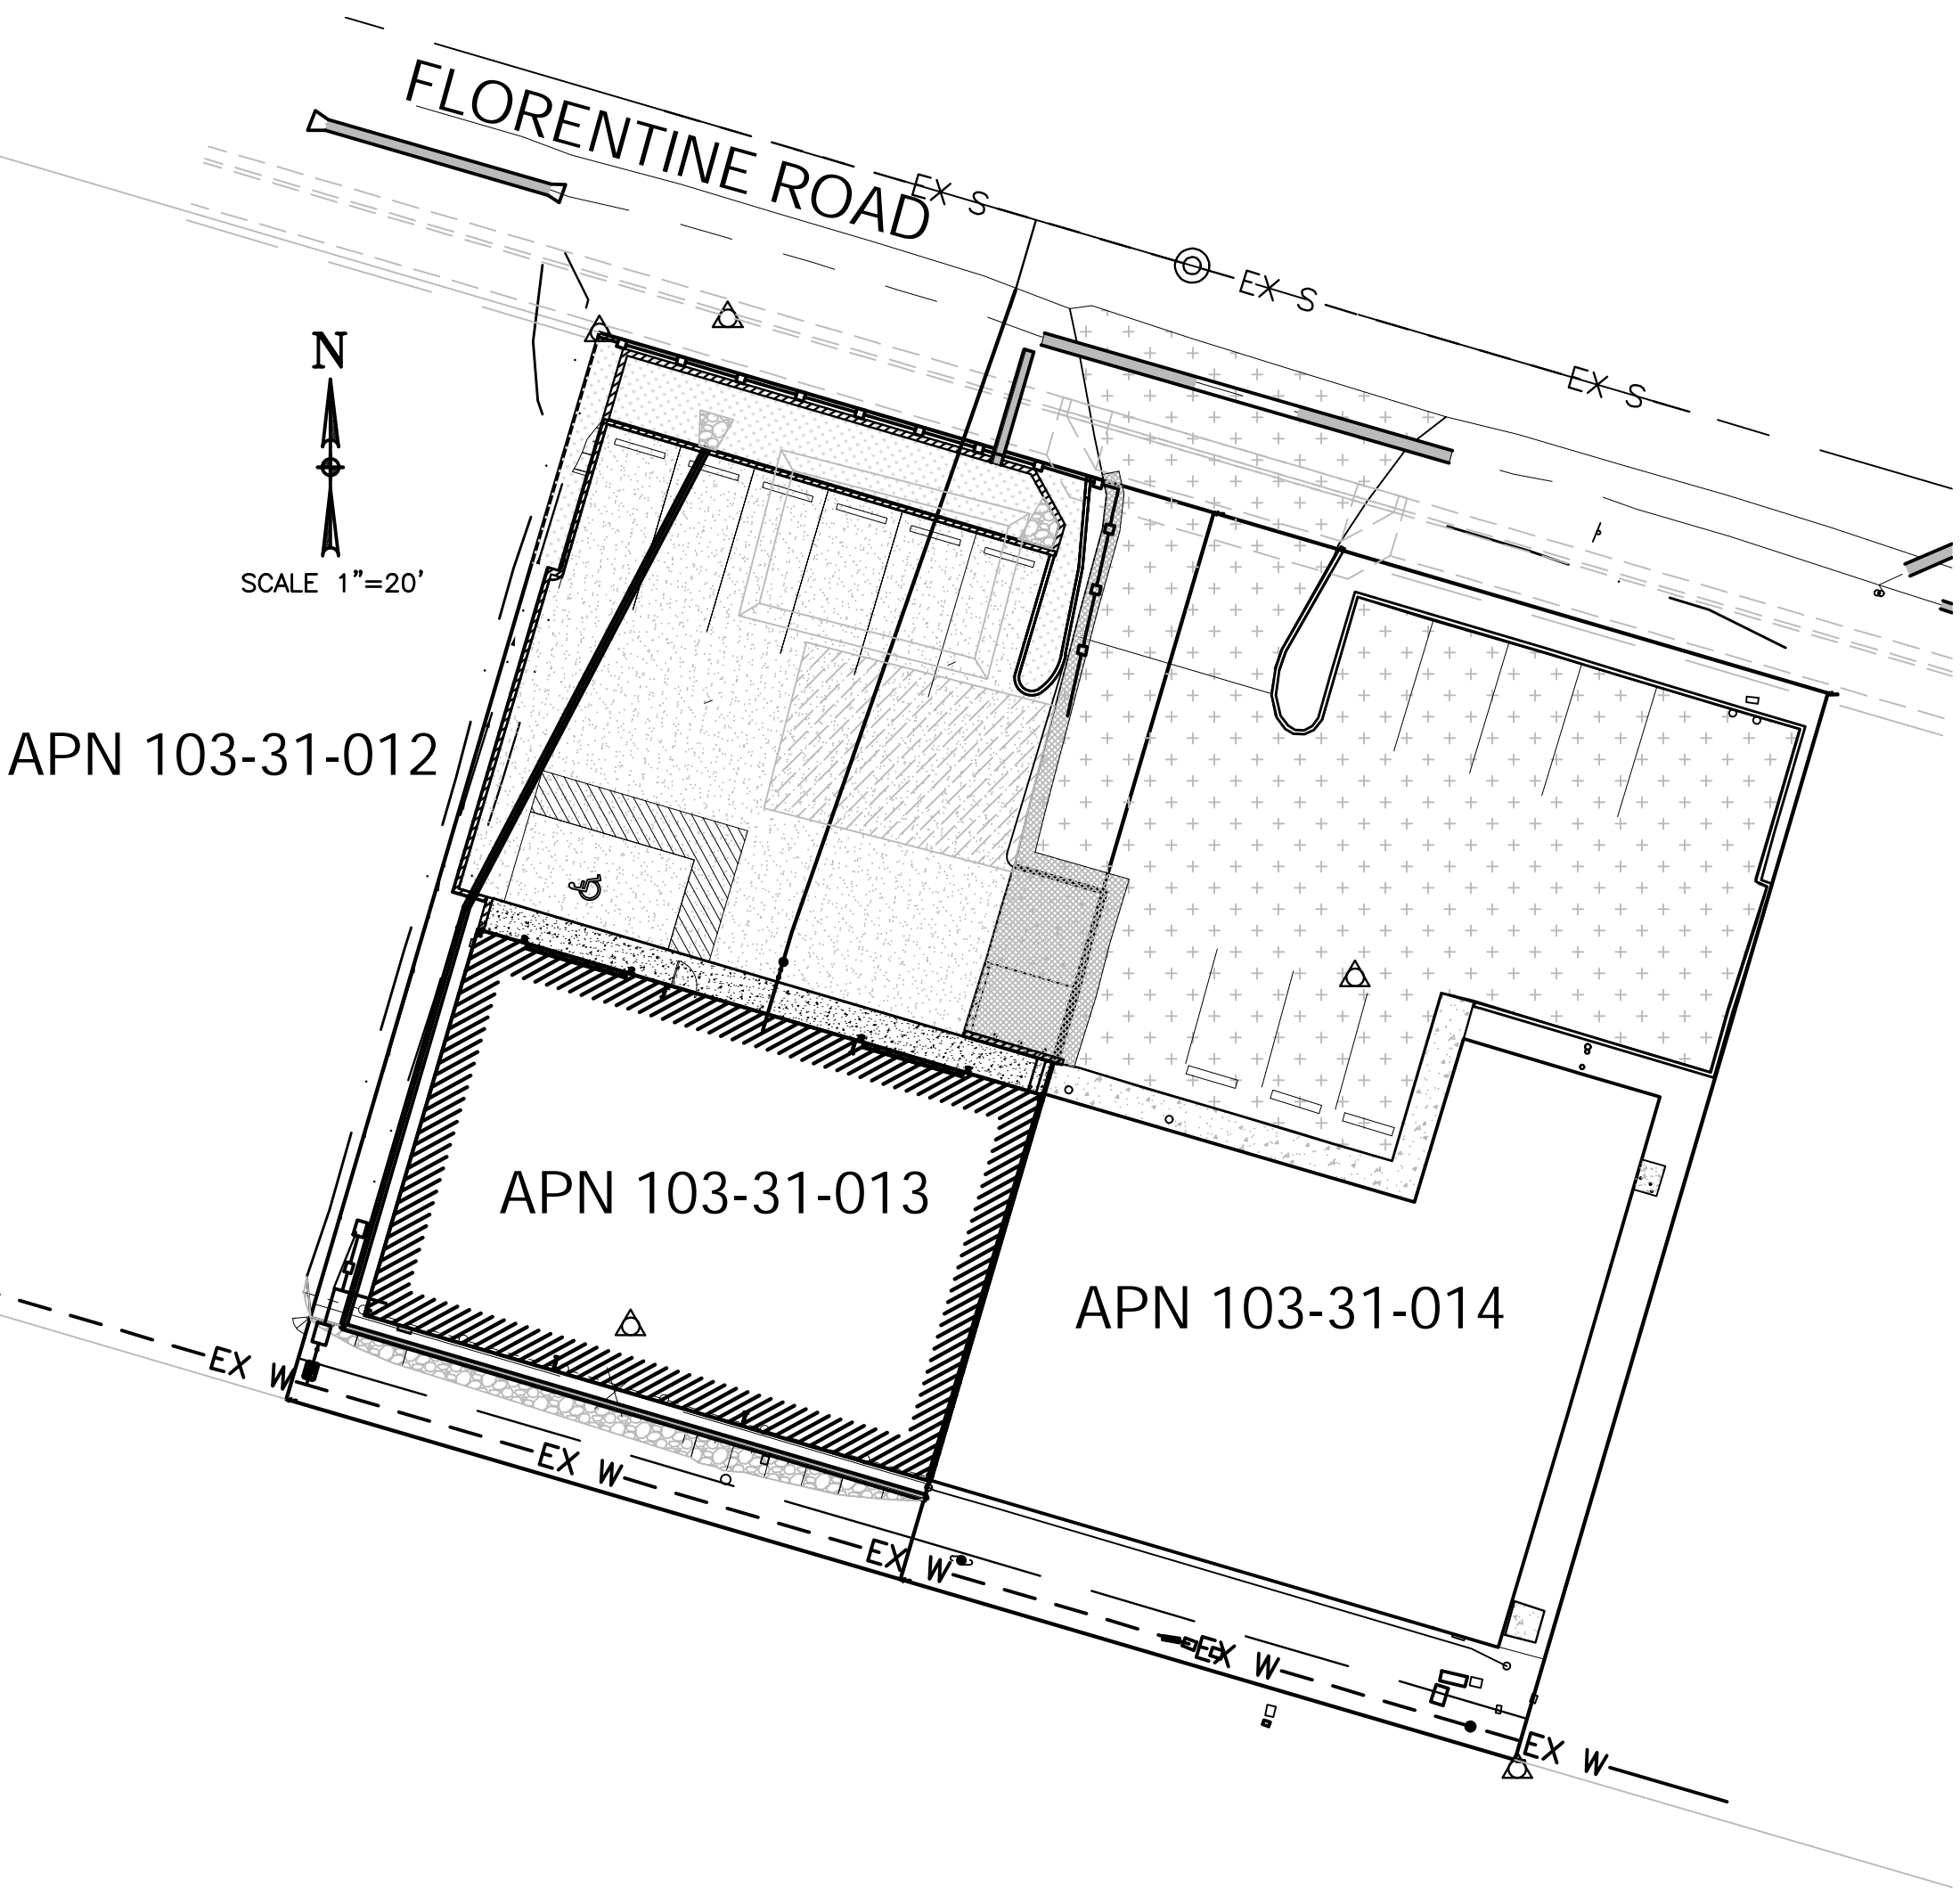 FLORENTINE ROAD
EX S
EX S
EX S
N
SCALE 1"=20'
APN 103-31-012
APN 103-31-013
APN 103-31-014
EX W
EX W
EX W
EX W
EX W